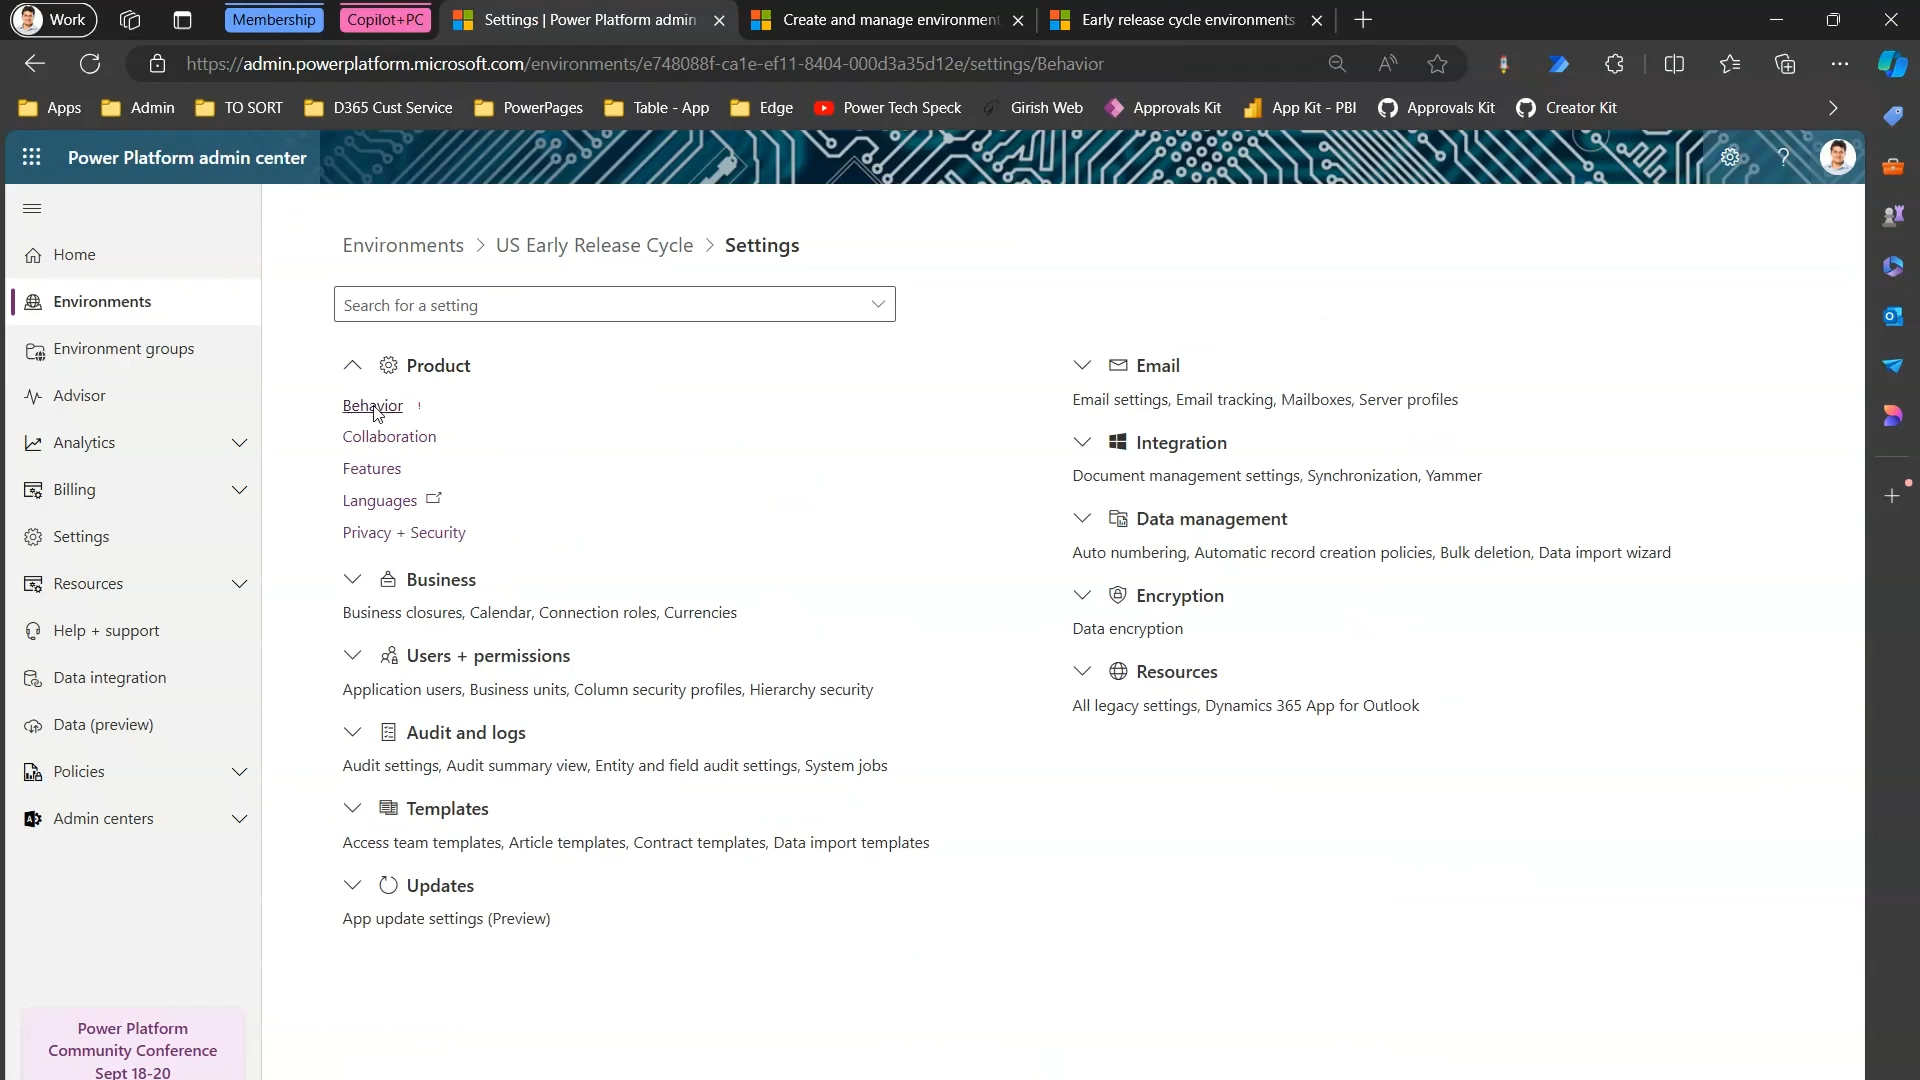 Work
Membership
Copilot+PC
Settings | Power Platform admin
Create and manage environment
Early release cycle environments
https://admin.powerplatform.microsoft.com/environments/e748088f-ca1e-ef11-8404-000d3a35d12e/settings/Behavior
Apps
Admin
TO SORT
D365 Cust Service
PowerPages
Table - App
Edge
Power Tech Speck
Girish Web
Approvals Kit
App Kit - PBI
Approvals Kit
Creator Kit
Power Platform admin center
Home
Environments
Environment groups
Advisor
Analytics
Billing
Settings
Resources
Help + support
Data integration
Data (preview)
Policies
Admin centers
Power Platform
Community Conference
Sept 18-20
Environments > US Early Release Cycle > Settings
Search for a setting
Product
Behavior !
Collaboration
Features
Languages
Privacy + Security
Business
Business closures, Calendar, Connection roles, Currencies
Users + permissions
Application users, Business units, Column security profiles, Hierarchy security
Audit and logs
Audit settings, Audit summary view, Entity and field audit settings, System jobs
Templates
Access team templates, Article templates, Contract templates, Data import templates
Updates
App update settings (Preview)
Email
Email settings, Email tracking, Mailboxes, Server profiles
Integration
Document management settings, Synchronization, Yammer
Data management
Auto numbering, Automatic record creation policies, Bulk deletion, Data import wizard
Encryption
Data encryption
Resources
All legacy settings, Dynamics 365 App for Outlook